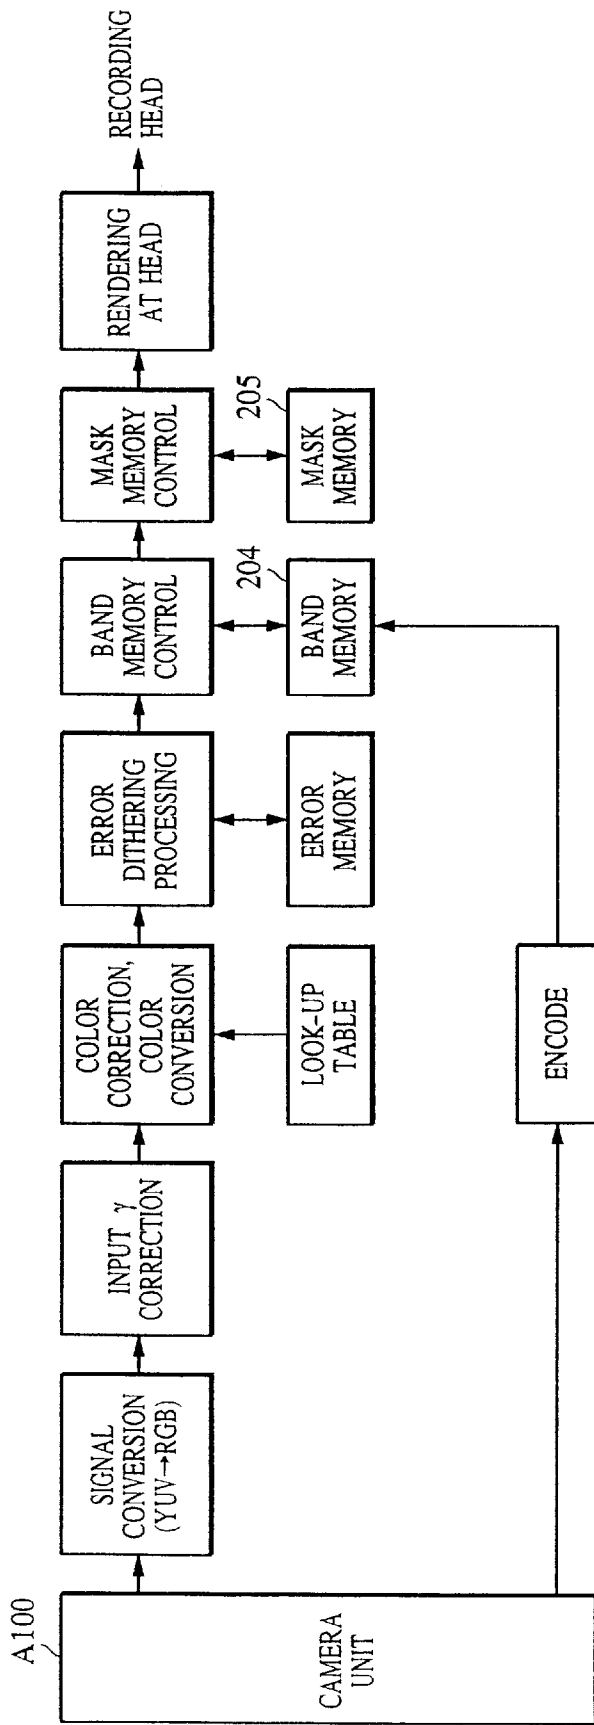 A100
CAMERA
UNIT
SIGNAL
CONVERSION
(YUV→RGB)
INPUT γ
CORRECTION
COLOR
CORRECTION,
COLOR
CONVERSION
LOOK-UP
TABLE
ERROR
DITHERING
PROCESSING
ERROR
MEMORY
BAND
MEMORY
CONTROL
204
BAND
MEMORY
MASK
MEMORY
CONTROL
205
MASK
MEMORY
RENDERING
AT HEAD
RECORDING
HEAD
ENCODE